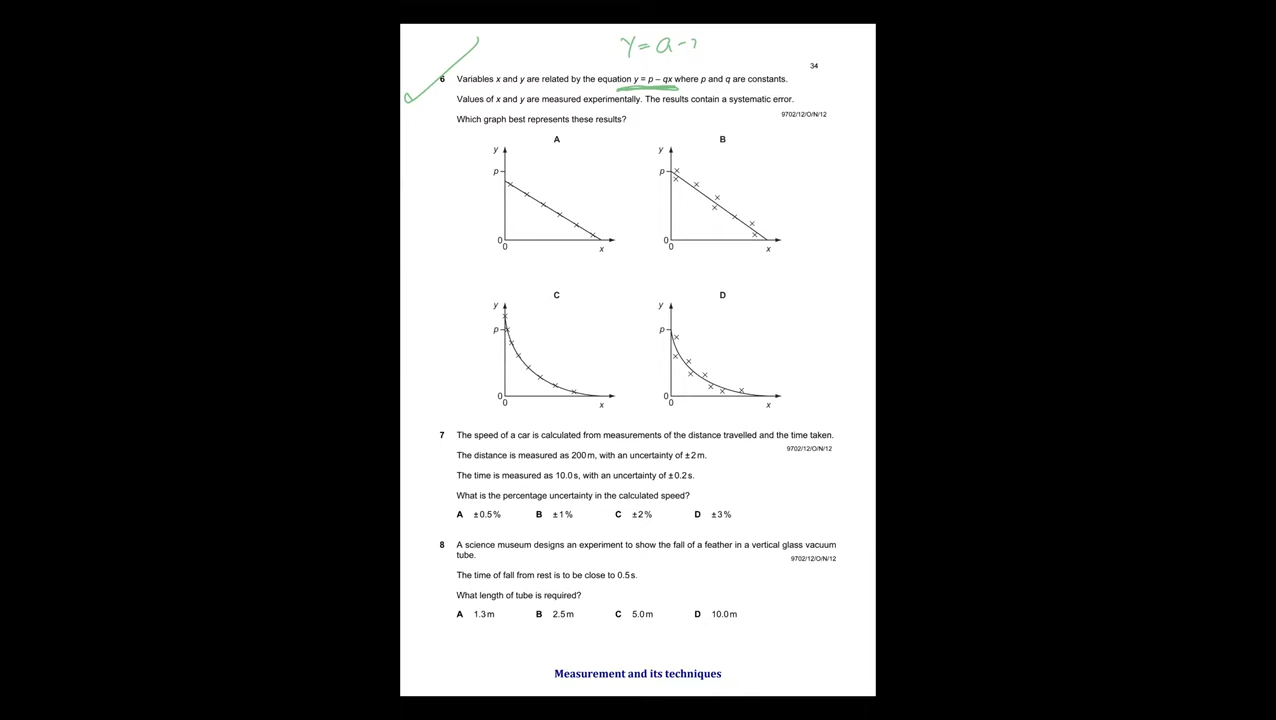 y = a -
34
6 Variables x and y are related by the equation y = p – qx where p and q are constants.
Values of x and y are measured experimentally. The results contain a systematic error.
9702/12/O/N/12
Which graph best represents these results?
A
B
y
p
0
0
x
y
p
0
0
x
C
D
y
p
0
0
x
y
p
0
0
x
7 The speed of a car is calculated from measurements of the distance travelled and the time taken.
9702/12/O/N/12
The distance is measured as 200 m, with an uncertainty of ±2 m.
The time is measured as 10.0 s, with an uncertainty of ±0.2 s.
What is the percentage uncertainty in the calculated speed?
A ±0.5 % B ±1 % C ±2 % D ±3 %
8 A science museum designs an experiment to show the fall of a feather in a vertical glass vacuum
tube.
9702/12/O/N/12
The time of fall from rest is to be close to 0.5 s.
What length of tube is required?
A 1.3 m B 2.5 m C 5.0 m D 10.0 m
Measurement and its techniques